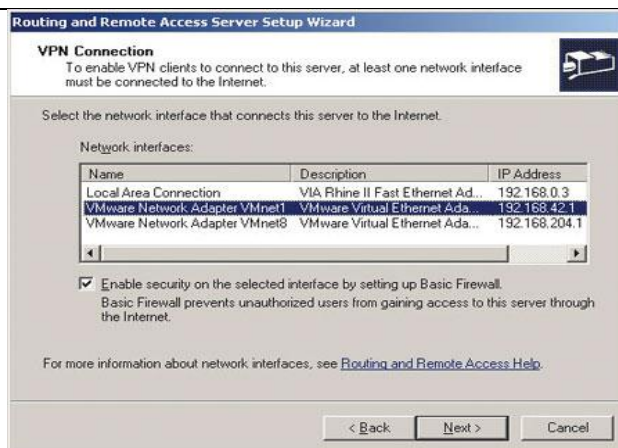 Routing and Remote Access Server Setup Wizard
VPN Connection
To enable VPN clients to connect to this server, at least one network interface
must be connected to the Internet.
Select the network interface that connects this server to the Internet.
Network interfaces:
Name Description IP Address
Local Area Connection VIA Rhine II Fast Ethernet Ad... 192.168.0.3
VMware Network Adapter VMnet1 VMware Virtual Ethernet Ada... 192.168.42.1
VMware Network Adapter VMnet8 VMware Virtual Ethernet Ada... 192.168.204.1
Enable security on the selected interface by setting up Basic Firewall.
Basic Firewall prevents unauthorized users from gaining access to this server through
the Internet.
For more information about network interfaces, see Routing and Remote Access Help.
< Back Next > Cancel